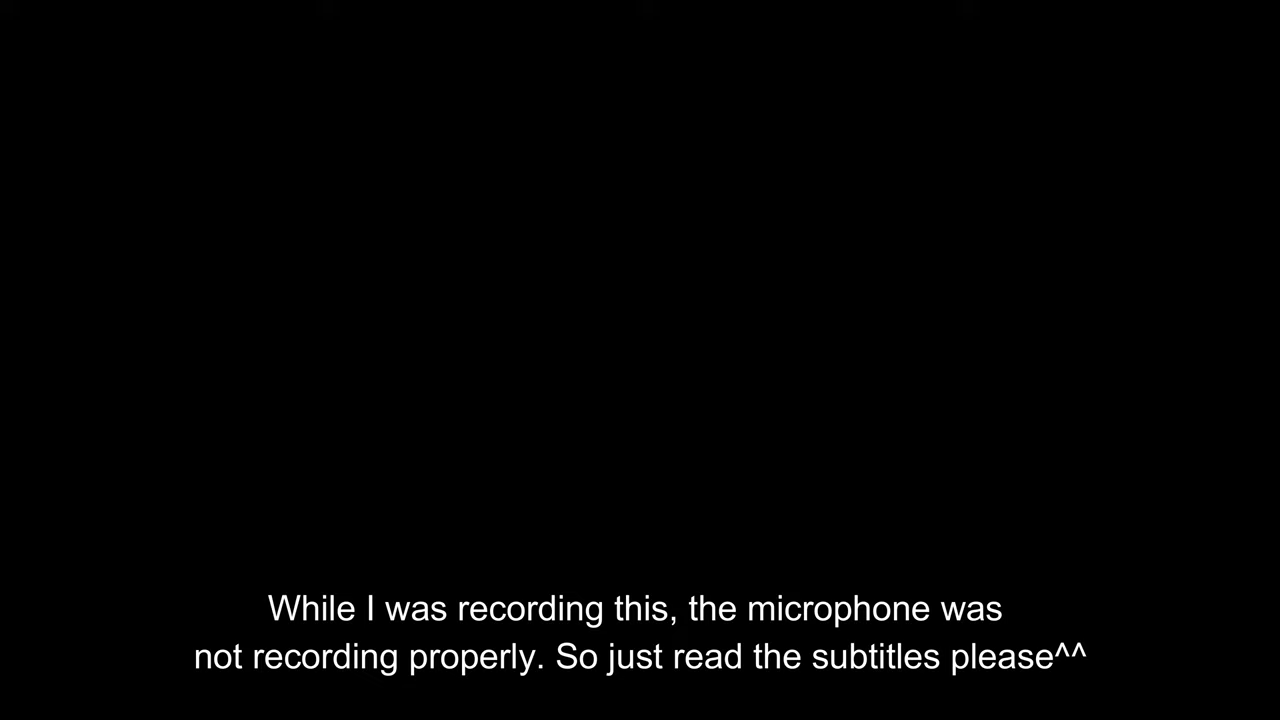 While I was recording this, the microphone was
not recording properly. So just read the subtitles please^^